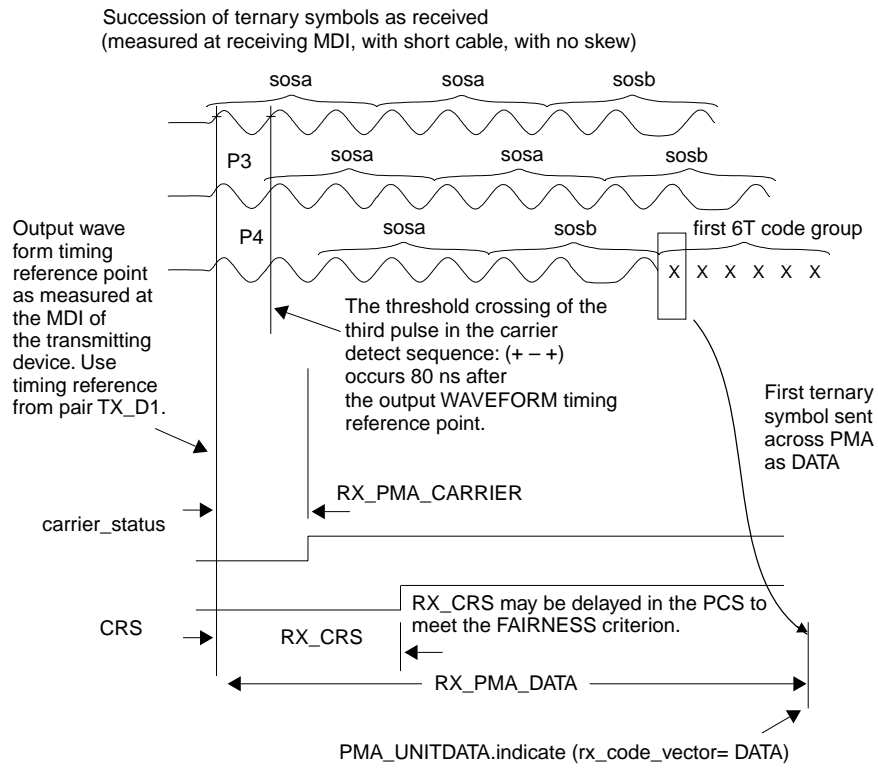 Succession of ternary symbols as received
(measured at receiving MDI, with short cable, with no skew)
sosa sosa sosb
P3 sosa sosa sosb
P4 sosa sosb first 6T code group
X X X X X X
Output wave
form timing
reference point
as measured at
the MDI of
the transmitting
device. Use
timing reference
from pair TX_D1.
The threshold crossing of the
third pulse in the carrier
detect sequence: (+ – +)
occurs 80 ns after
the output WAVEFORM timing
reference point.
First ternary
symbol sent
across PMA
as DATA
RX_PMA_CARRIER
carrier_status
RX_CRS may be delayed in the PCS to
meet the FAIRNESS criterion.
CRS
RX_CRS
RX_PMA_DATA
PMA_UNITDATA.indicate (rx_code_vector= DATA)